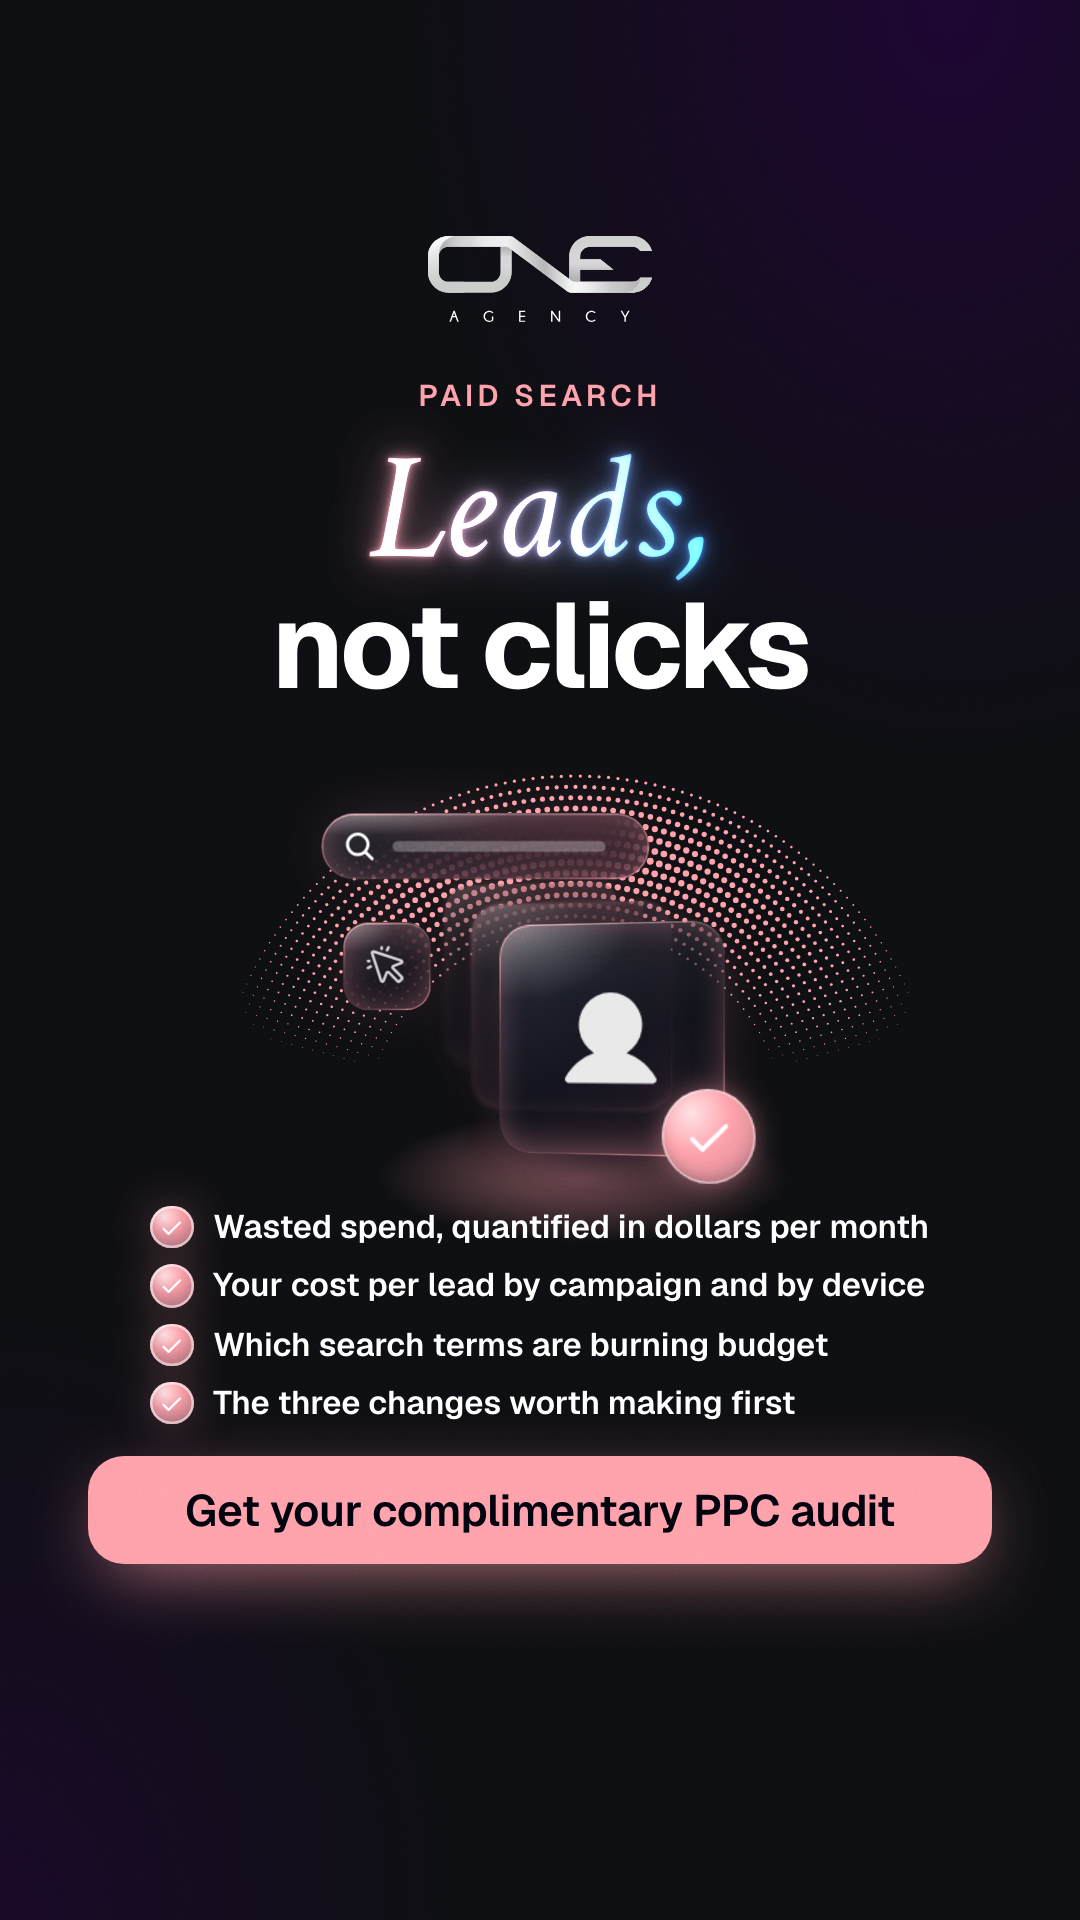 ONE
AGENCY
PAID SEARCH
Leads,
not clicks
Wasted spend, quantified in dollars per month
Your cost per lead by campaign and by device
Which search terms are burning budget
The three changes worth making first
Get your complimentary PPC audit